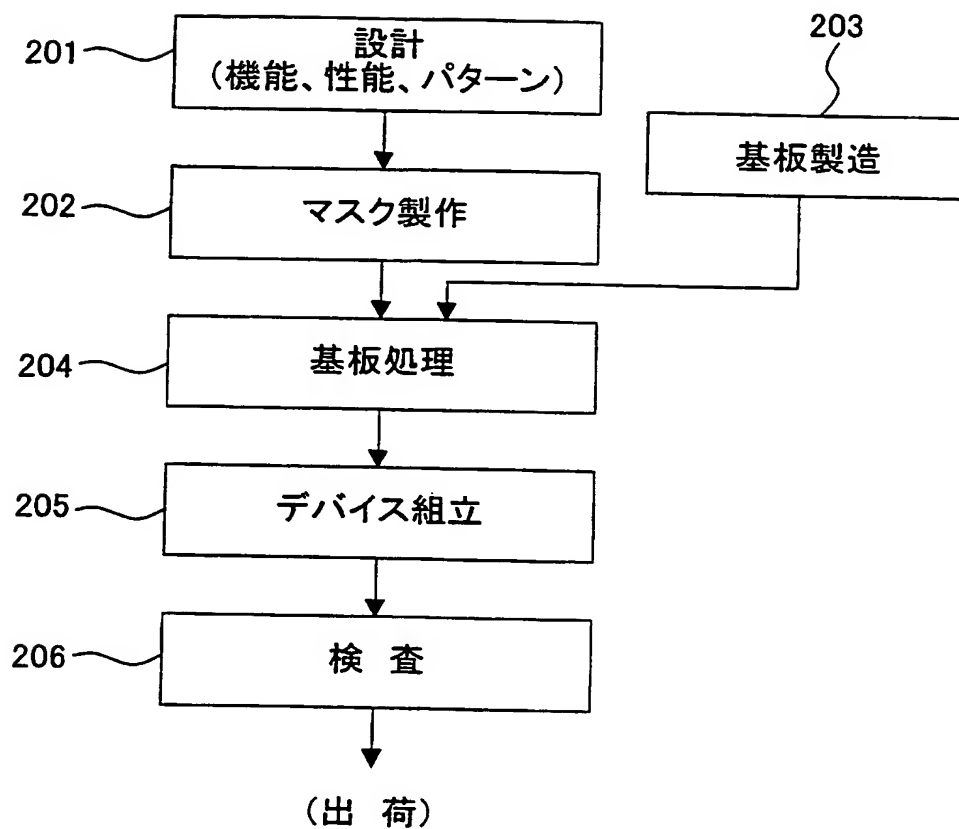 201
設計
(機能、性能、パターン)
203
基板製造
202
マスク製作
204
基板処理
205
デバイス組立
206
検 査
(出 荷)